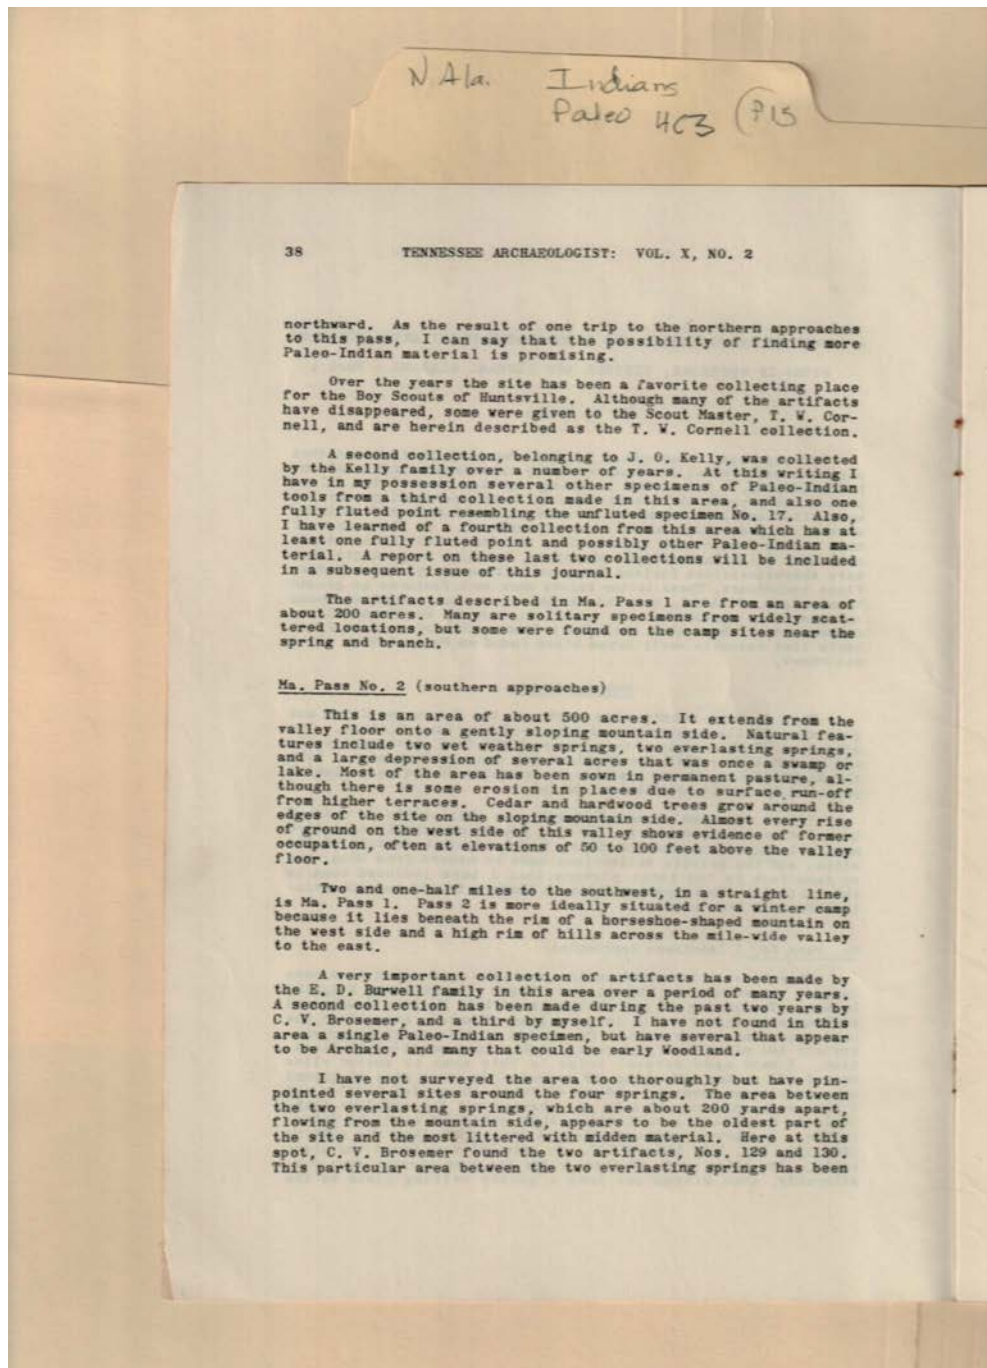 N Ala. Indians
Paleo 4C3 P15
38 TENNESSEE ARCHAEOLOGIST: VOL. X, NO. 2
northward. As the result of one trip to the northern approaches
to this pass, I can say that the possibility of finding more
Paleo-Indian material is promising.
Over the years the site has been a favorite collecting place
for the Boy Scouts of Huntsville. Although many of the artifacts
have disappeared, some were given to the Scout Master, T. W. Cor-
nell, and are herein described as the T. W. Cornell collection.
A second collection, belonging to J. O. Kelly, was collected
by the Kelly family over a number of years. At this writing I
have in my possession several other specimens of Paleo-Indian
tools from a third collection made in this area, and also one
fully fluted point resembling the unfluted specimen No. 17. Also,
I have learned of a fourth collection from this area which has at
least one fully fluted point and possibly other Paleo-Indian ma-
terial. A report on these last two collections will be included
in a subsequent issue of this journal.
The artifacts described in Ma. Pass 1 are from an area of
about 200 acres. Many are solitary specimens from widely scat-
tered locations, but some were found on the camp sites near the
spring and branch.
Ma. Pass No. 2 (southern approaches)
This is an area of about 500 acres. It extends from the
valley floor onto a gently sloping mountain side. Natural fea-
tures include two wet weather springs, two everlasting springs,
and a large depression of several acres that was once a swamp or
lake. Most of the area has been sown in permanent pasture, al-
though there is some erosion in places due to surface run-off
from higher terraces. Cedar and hardwood trees grow around the
edges of the site on the sloping mountain side. Almost every rise
of ground on the west side of this valley shows evidence of former
occupation, often at elevations of 50 to 100 feet above the valley
floor.
Two and one-half miles to the southwest, in a straight line,
is Ma. Pass 1. Pass 2 is more ideally situated for a winter camp
because it lies beneath the rim of a horseshoe-shaped mountain on
the west side and a high rim of hills across the mile-wide valley
to the east.
A very important collection of artifacts has been made by
the E. D. Burwell family in this area over a period of many years.
A second collection has been made during the past two years by
C. V. Brosemer, and a third by myself. I have not found in this
area a single Paleo-Indian specimen, but have several that appear
to be Archaic, and many that could be early Woodland.
I have not surveyed the area too thoroughly but have pin-
pointed several sites around the four springs. The area between
the two everlasting springs, which are about 200 yards apart,
flowing from the mountain side, appears to be the oldest part of
the site and the most littered with midden material. Here at this
spot, C. V. Brosemer found the two artifacts, Nos. 129 and 130.
This particular area between the two everlasting springs has been